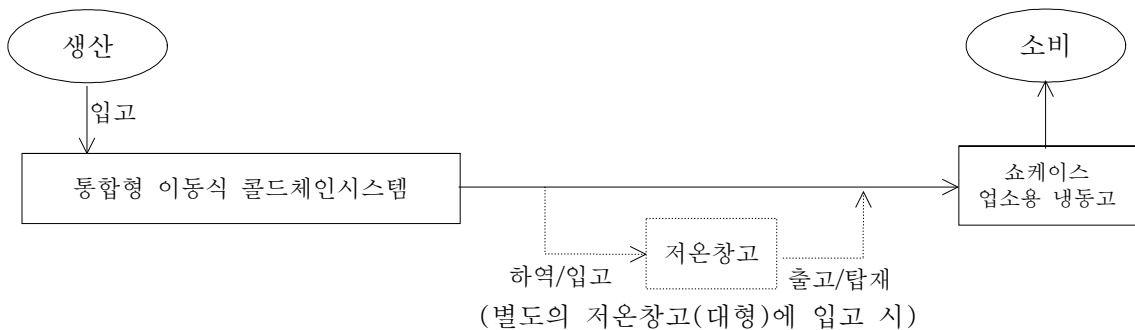 생산
소비
입고
통합형 이동식 콜드체인시스템
쇼케이스
업소용 냉동고
저온창고
하역/입고
출고/탑재
(별도의 저온창고(대형)에 입고 시)